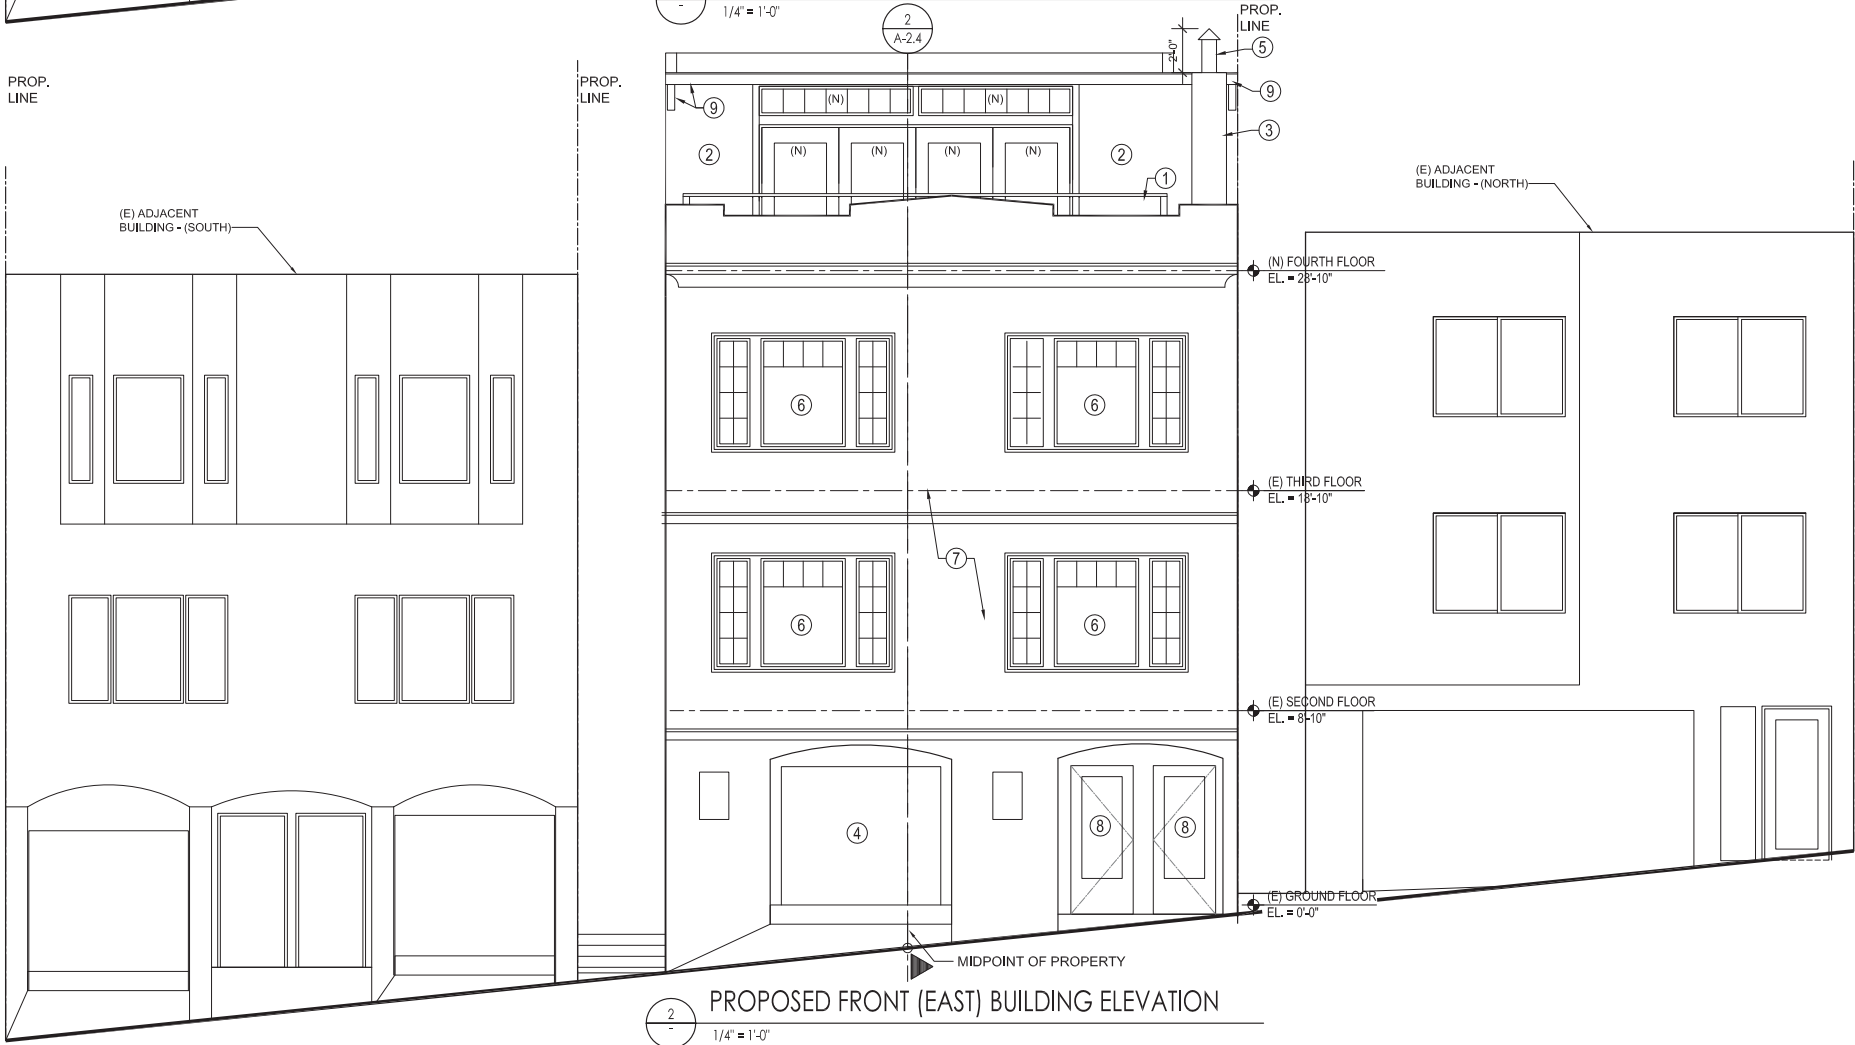 -
1/4" = 1'-0"
2
A-2.4
PROP.
LINE
2'-0"
5
PROP.
LINE
PROP.
LINE
9
(N)
(N)
9
3
2
(N)
(N)
(N)
(N)
2
1
(E) ADJACENT
BUILDING - (NORTH)
(E) ADJACENT
BUILDING - (SOUTH)
(N) FOURTH FLOOR
EL. = 28'-10"
6
6
(E) THIRD FLOOR
EL. = 18'-10"
7
6
6
(E) SECOND FLOOR
EL. = 8'-10"
4
8
8
(E) GROUND FLOOR
EL. = 0'-0"
MIDPOINT OF PROPERTY
2
-
PROPOSED FRONT (EAST) BUILDING ELEVATION
1/4" = 1'-0"